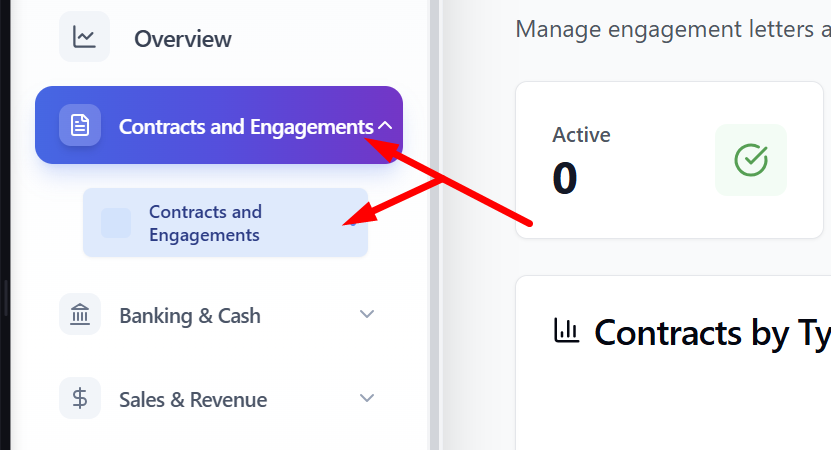 Overview
Contracts and Engagements
Contracts and
Engagements
Banking & Cash
Sales & Revenue
Manage engagement letters a
Active
0
Contracts by Ty